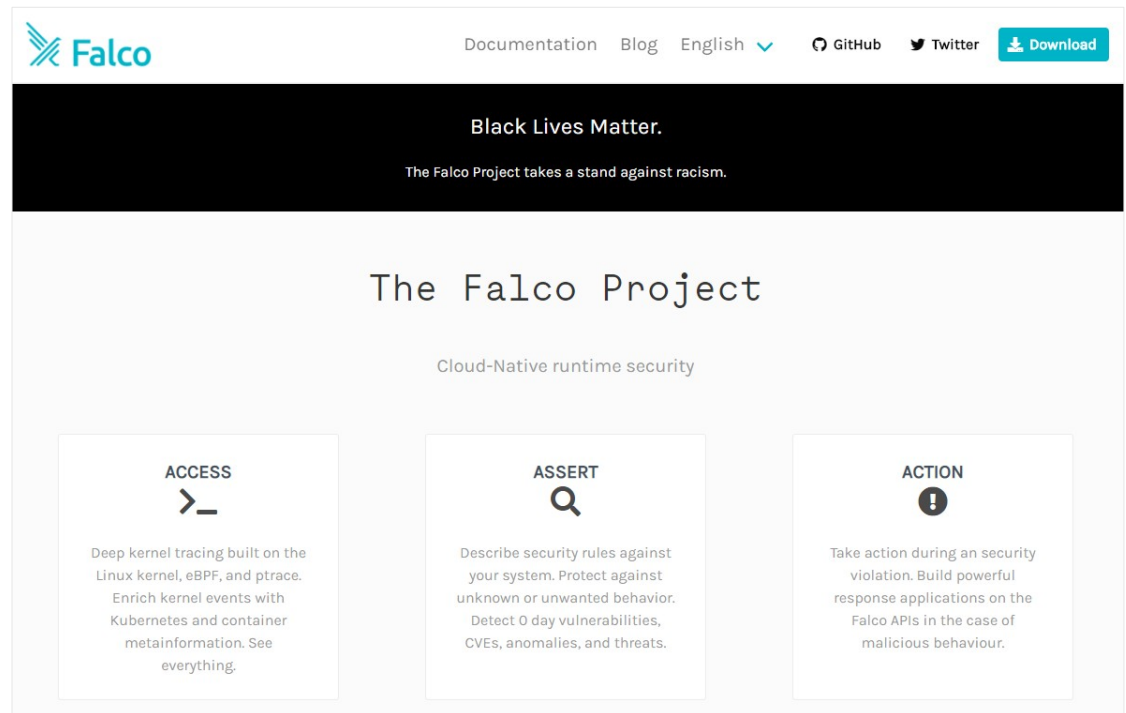 Falco
Documentation Blog English GitHub Twitter Download
Black Lives Matter.
The Falco Project takes a stand against racism.
The Falco Project
Cloud-Native runtime security
ACCESS
Deep kernel tracing built on the
Linux kernel, eBPF, and ptrace.
Enrich kernel events with
Kubernetes and container
metainformation. See
everything.
ASSERT
Describe security rules against
your system. Protect against
unknown or unwanted behavior.
Detect 0 day vulnerabilities,
CVEs, anomalies, and threats.
ACTION
Take action during an security
violation. Build powerful
response applications on the
Falco APIs in the case of
malicious behaviour.